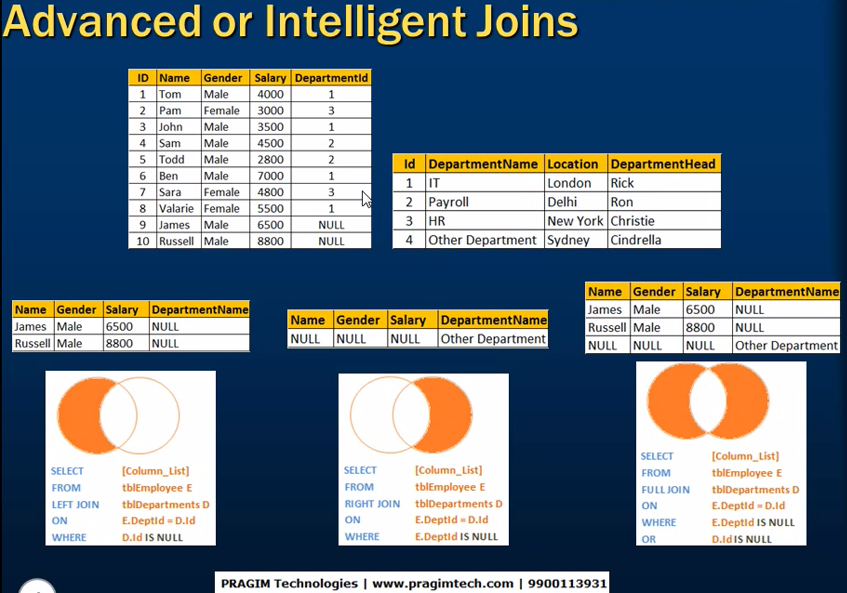 Advanced or Intelligent Joins
ID Name Gender Salary DepartmentId
1 Tom Male 4000 1
2 Pam Female 3000 3
3 John Male 3500 1
4 Sam Male 4500 2
5 Todd Male 2800 2
6 Ben Male 7000 1
7 Sara Female 4800 3
8 Valarie Female 5500 1
9 James Male 6500 NULL
10 Russell Male 8800 NULL
Id DepartmentName Location DepartmentHead
1 IT London Rick
2 Payroll Delhi Ron
3 HR New York Christie
4 Other Department Sydney Cindrella
Name Gender Salary DepartmentName
James Male 6500 NULL
Russell Male 8800 NULL
Name Gender Salary DepartmentName
NULL NULL NULL Other Department
Name Gender Salary DepartmentName
James Male 6500 NULL
Russell Male 8800 NULL
NULL NULL NULL Other Department
SELECT [Column_List]
FROM tblEmployee E
LEFT JOIN tblDepartments D
ON E.DeptId = D.Id
WHERE D.Id IS NULL
SELECT [Column_List]
FROM tblEmployee E
RIGHT JOIN tblDepartments D
ON E.DeptId = D.Id
WHERE E.DeptId IS NULL
SELECT [Column_List]
FROM tblEmployee E
FULL JOIN tblDepartments D
ON E.DeptId = D.Id
WHERE E.DeptId IS NULL
OR D.Id IS NULL
PRAGIM Technologies | www.pragimtech.com | 9900113931